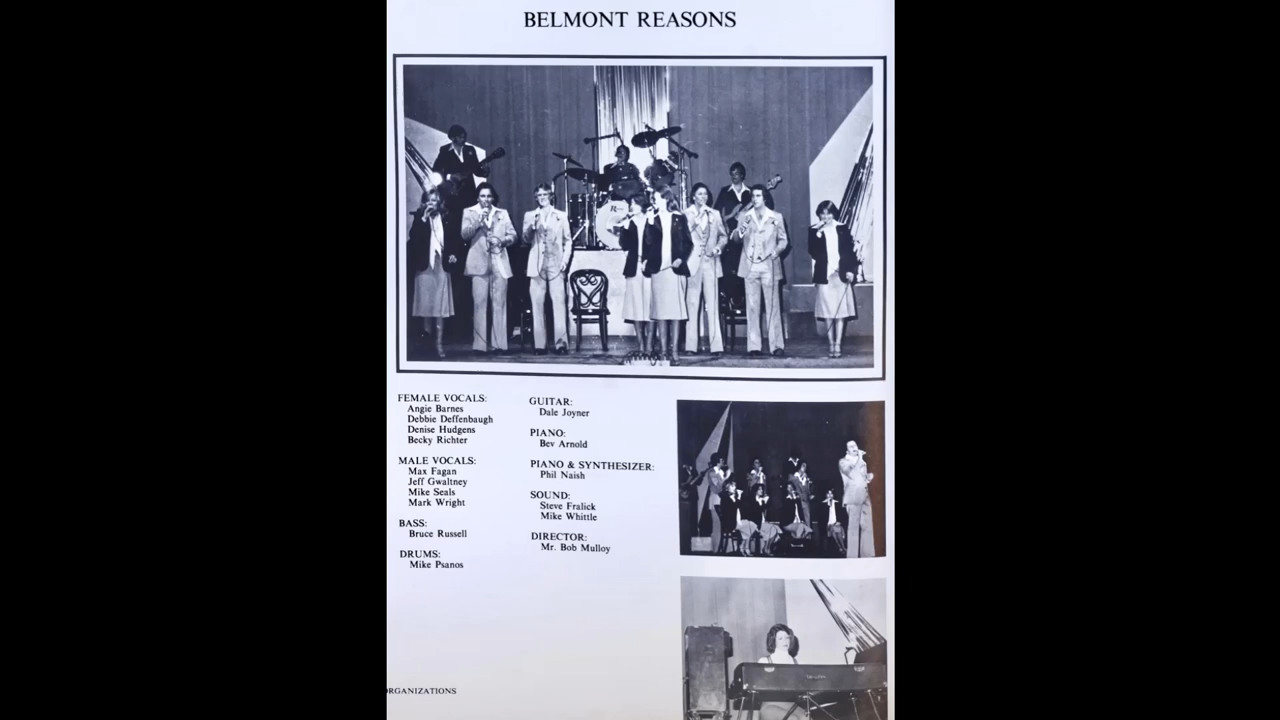 BELMONT REASONS
FEMALE VOCALS:
Angie Barnes
Debbie Deffenbaugh
Denise Hudgens
Becky Richter
MALE VOCALS:
Max Fagan
Jeff Gwaltney
Mike Seals
Mark Wright
BASS:
Bruce Russell
DRUMS:
Mike Psanos
GUITAR:
Dale Joyner
PIANO:
Bev Arnold
PIANO & SYNTHESIZER:
Phil Naish
SOUND:
Steve Fralick
Mike Whittle
DIRECTOR:
Mr. Bob Mulloy
RGANIZATIONS